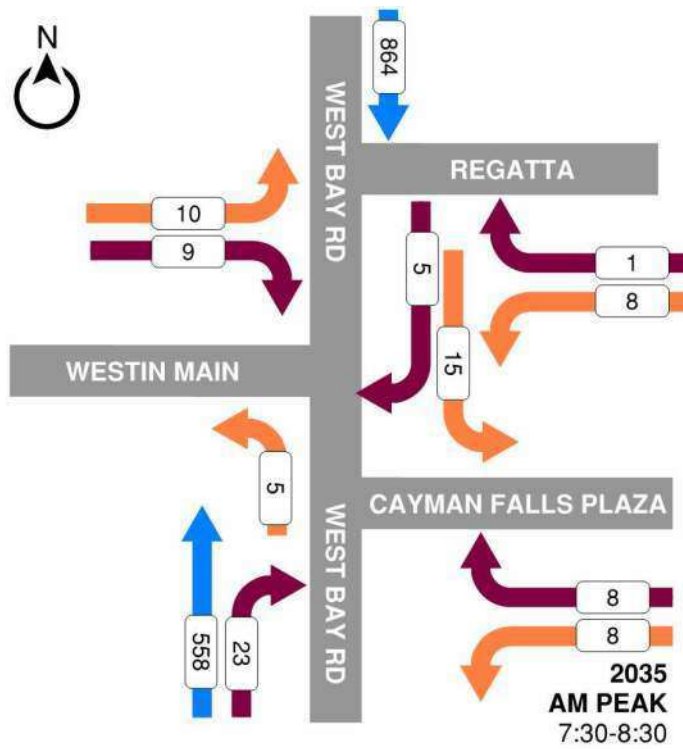 N
864
WEST BAY RD
REGATTA
10
9
5
1
8
15
WESTIN MAIN
5
CAYMAN FALLS PLAZA
WEST BAY RD
558
23
8
8
2035
AM PEAK
7:30-8:30